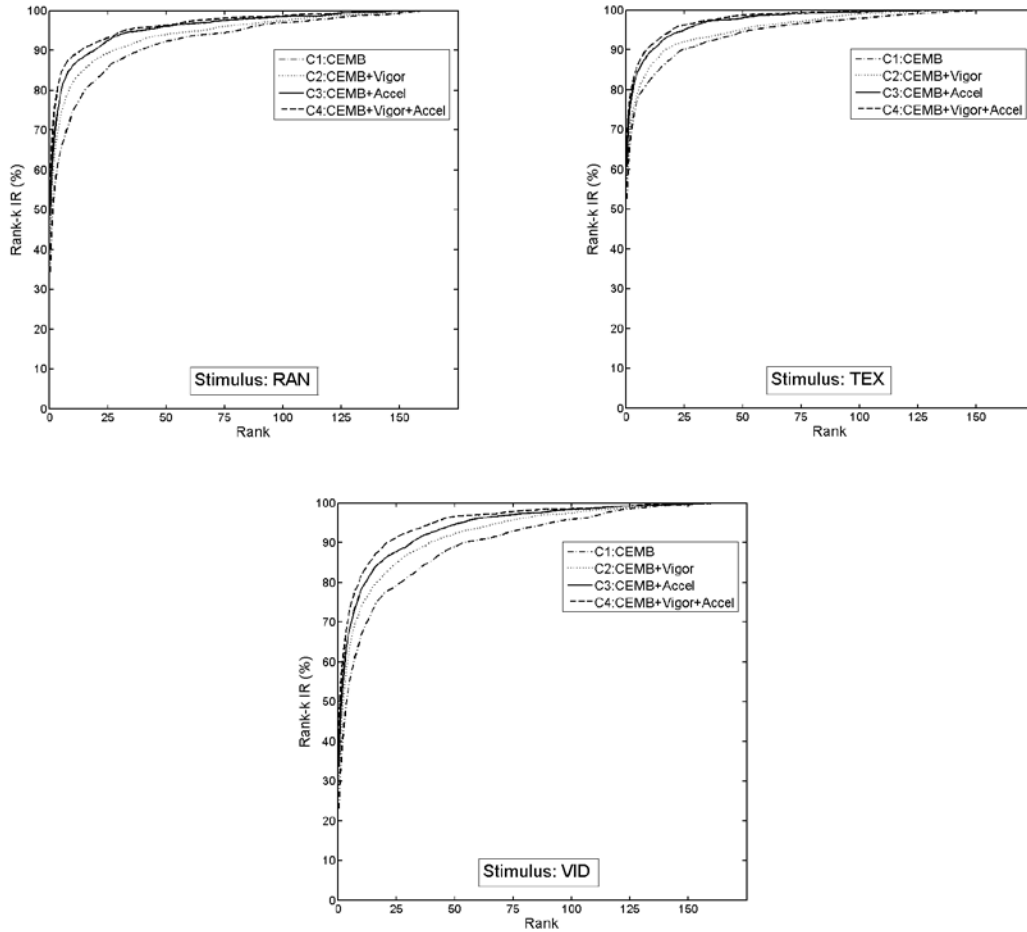 100
90
80
70
60
50
40
30
20
10
0
Rank-k IR (%)
C1:CEMB
C2:CEMB+Vigor
C3:CEMB+Accel
C4:CEMB+Vigor+Accel
Stimulus: RAN
0 25 50 75 100 125 150
Rank
100
90
80
70
60
50
40
30
20
10
0
Rank-k IR (%)
C1:CEMB
C2:CEMB+Vigor
C3:CEMB+Accel
C4:CEMB+Vigor+Accel
Stimulus: TEX
0 25 50 75 100 125 150
Rank
100
90
80
70
60
50
40
30
20
10
0
Rank-k IR (%)
C1:CEMB
C2:CEMB+Vigor
C3:CEMB+Accel
C4:CEMB+Vigor+Accel
Stimulus: VID
0 25 50 75 100 125 150
Rank